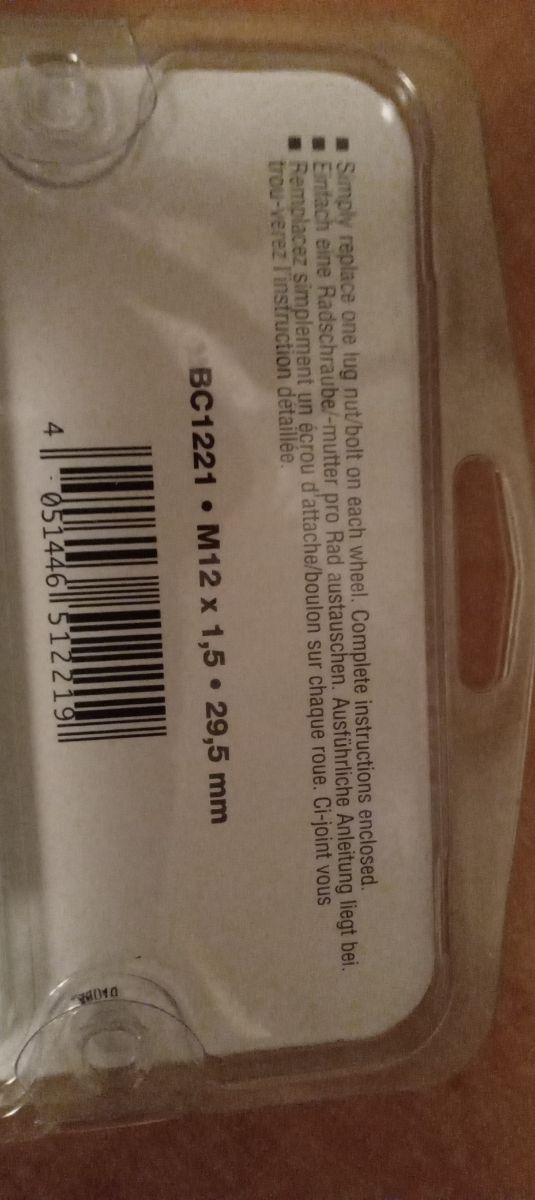 ■ Simply replace one lug nut/bolt on each wheel. Complete instructions enclosed.
■ Einfach eine Radschraube/-mutter pro Rad austauschen. Ausführliche Anleitung liegt bei.
■ Remplacez simplement un écrou d'attache/boulon sur chaque roue. Ci-joint vous
trou-verez l'instruction détaillée.
BC1221 • M12 x 1,5 • 29,5 mm
4 051446 512219